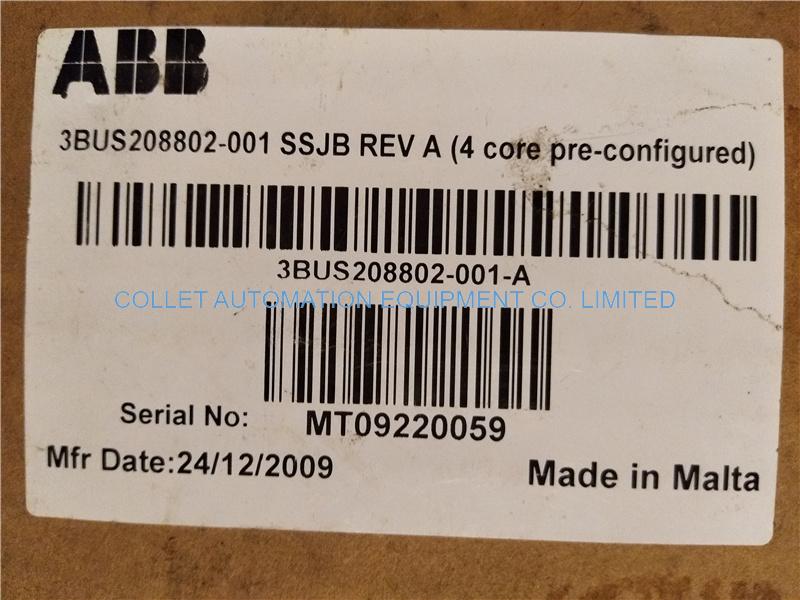 ABB
3BUS208802-001 SSJB REV A (4 core pre-configured)
3BUS208802-001-A
COLLET AUTOMATION EQUIPMENT CO. LIMITED
Serial No: MT09220059
Mfr Date:24/12/2009
Made in Malta